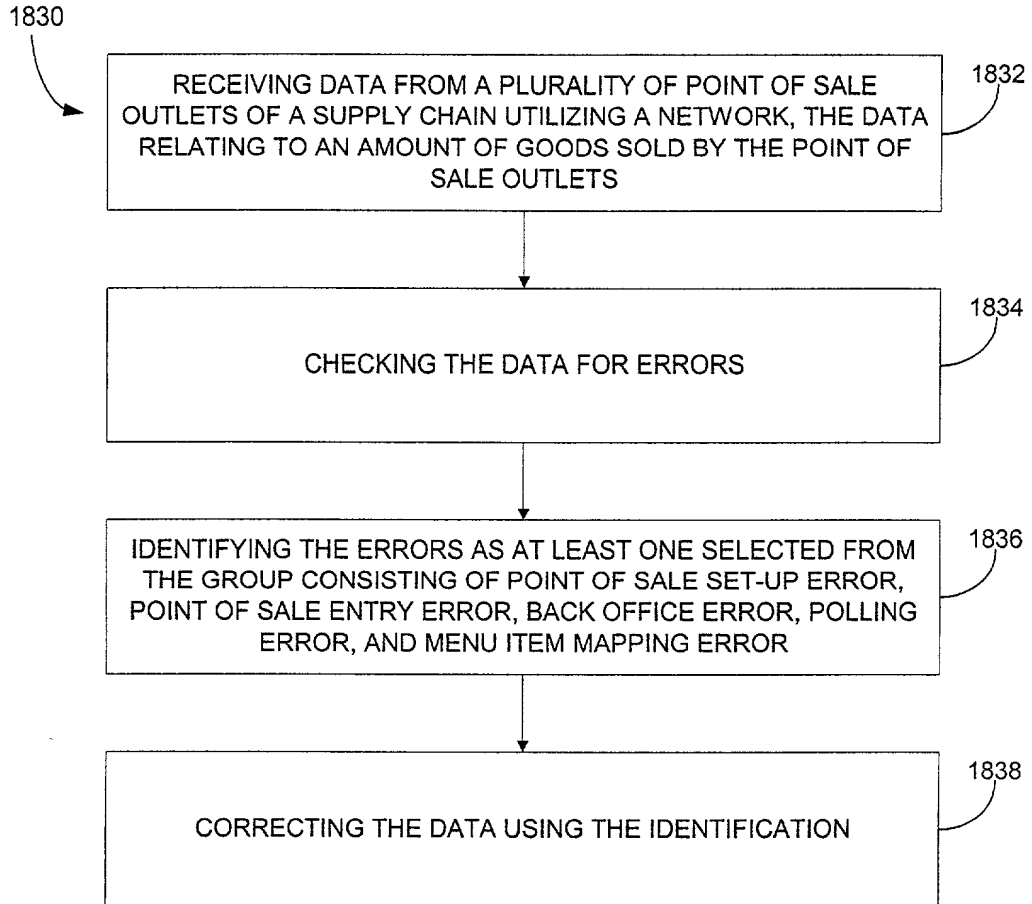 1830
RECEIVING DATA FROM A PLURALITY OF POINT OF SALE
OUTLETS OF A SUPPLY CHAIN UTILIZING A NETWORK, THE DATA
RELATING TO AN AMOUNT OF GOODS SOLD BY THE POINT OF
SALE OUTLETS
1832
CHECKING THE DATA FOR ERRORS
1834
IDENTIFYING THE ERRORS AS AT LEAST ONE SELECTED FROM
THE GROUP CONSISTING OF POINT OF SALE SET-UP ERROR,
POINT OF SALE ENTRY ERROR, BACK OFFICE ERROR, POLLING
ERROR, AND MENU ITEM MAPPING ERROR
1836
CORRECTING THE DATA USING THE IDENTIFICATION
1838